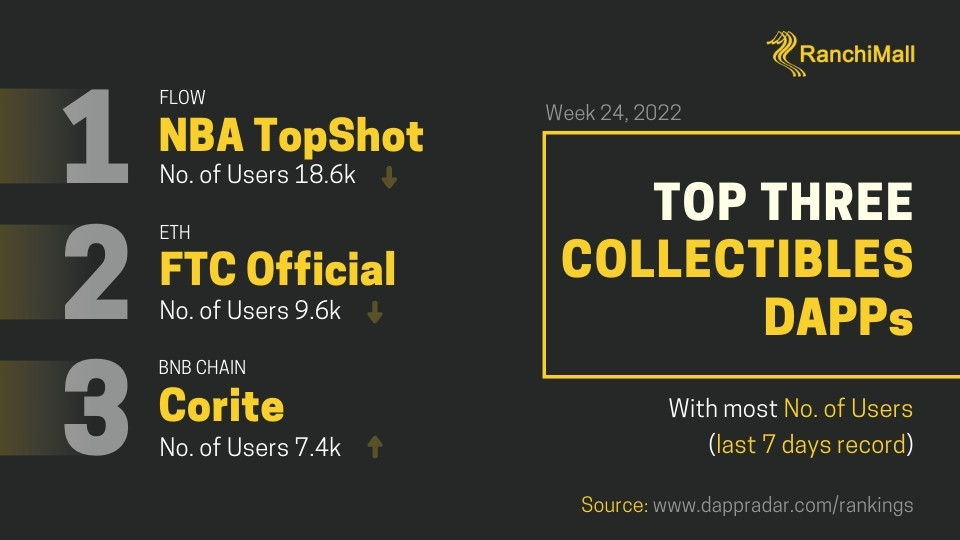 RanchiMall
1
FLOW
NBA TopShot
No. of Users 18.6k
2
ETH
FTC Official
No. of Users 9.6k
3
BNB CHAIN
Corite
No. of Users 7.4k
Week 24, 2022
TOP THREE
COLLECTIBLES
DAPPs
With most No. of Users
(last 7 days record)
Source: www.dappradar.com/rankings